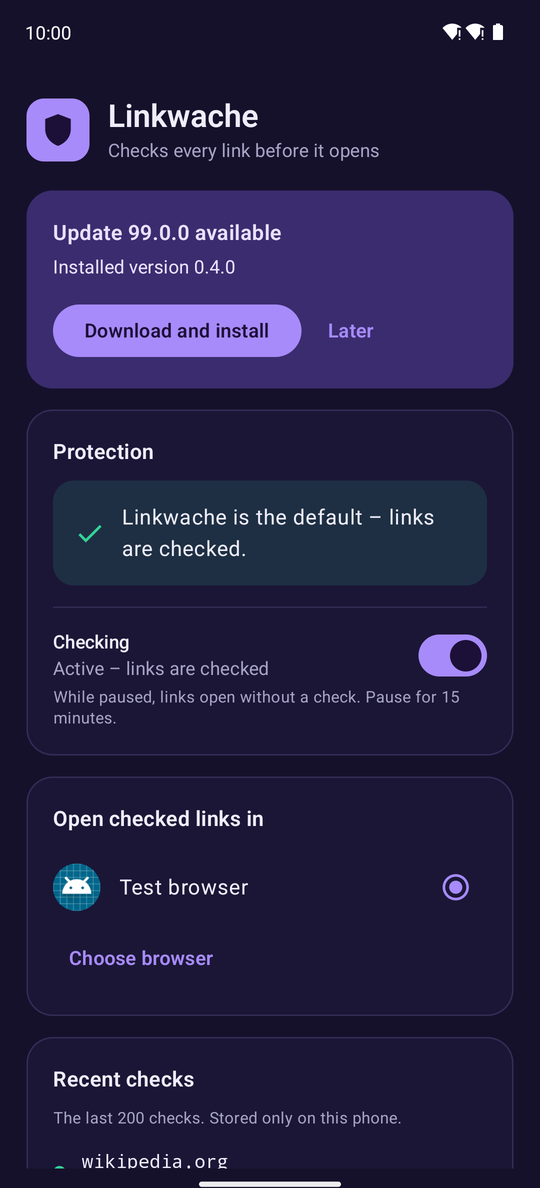 10:00
Linkwache
Checks every link before it opens
Update 99.0.0 available
Installed version 0.4.0
Download and install
Later
Protection
Linkwache is the default – links
are checked.
Checking
Active – links are checked
While paused, links open without a check. Pause for 15
minutes.
Open checked links in
Test browser
Choose browser
Recent checks
The last 200 checks. Stored only on this phone.
wikipedia.org